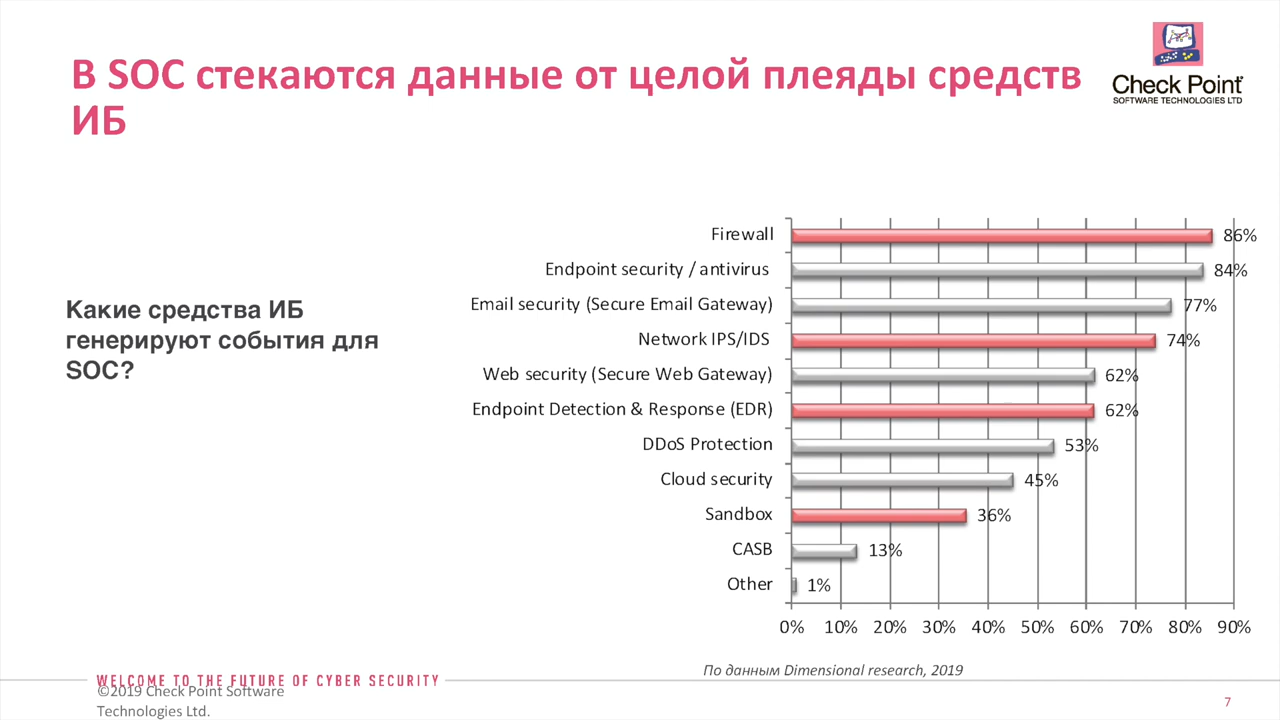 В SOC стекаются данные от целой плеяды средств
ИБ
Check Point
SOFTWARE TECHNOLOGIES LTD
Какие средства ИБ
генерируют события для
SOC?
Firewall 86%
Endpoint security / antivirus 84%
Email security (Secure Email Gateway) 77%
Network IPS/IDS 74%
Web security (Secure Web Gateway) 62%
Endpoint Detection & Response (EDR) 62%
DDoS Protection 53%
Cloud security 45%
Sandbox 36%
CASB 13%
Other 1%
0% 10% 20% 30% 40% 50% 60% 70% 80% 90%
По данным Dimensional research, 2019
WELCOME TO THE FUTURE OF CYBER SECURITY
©2019 Check Point Software
Technologies Ltd.
7